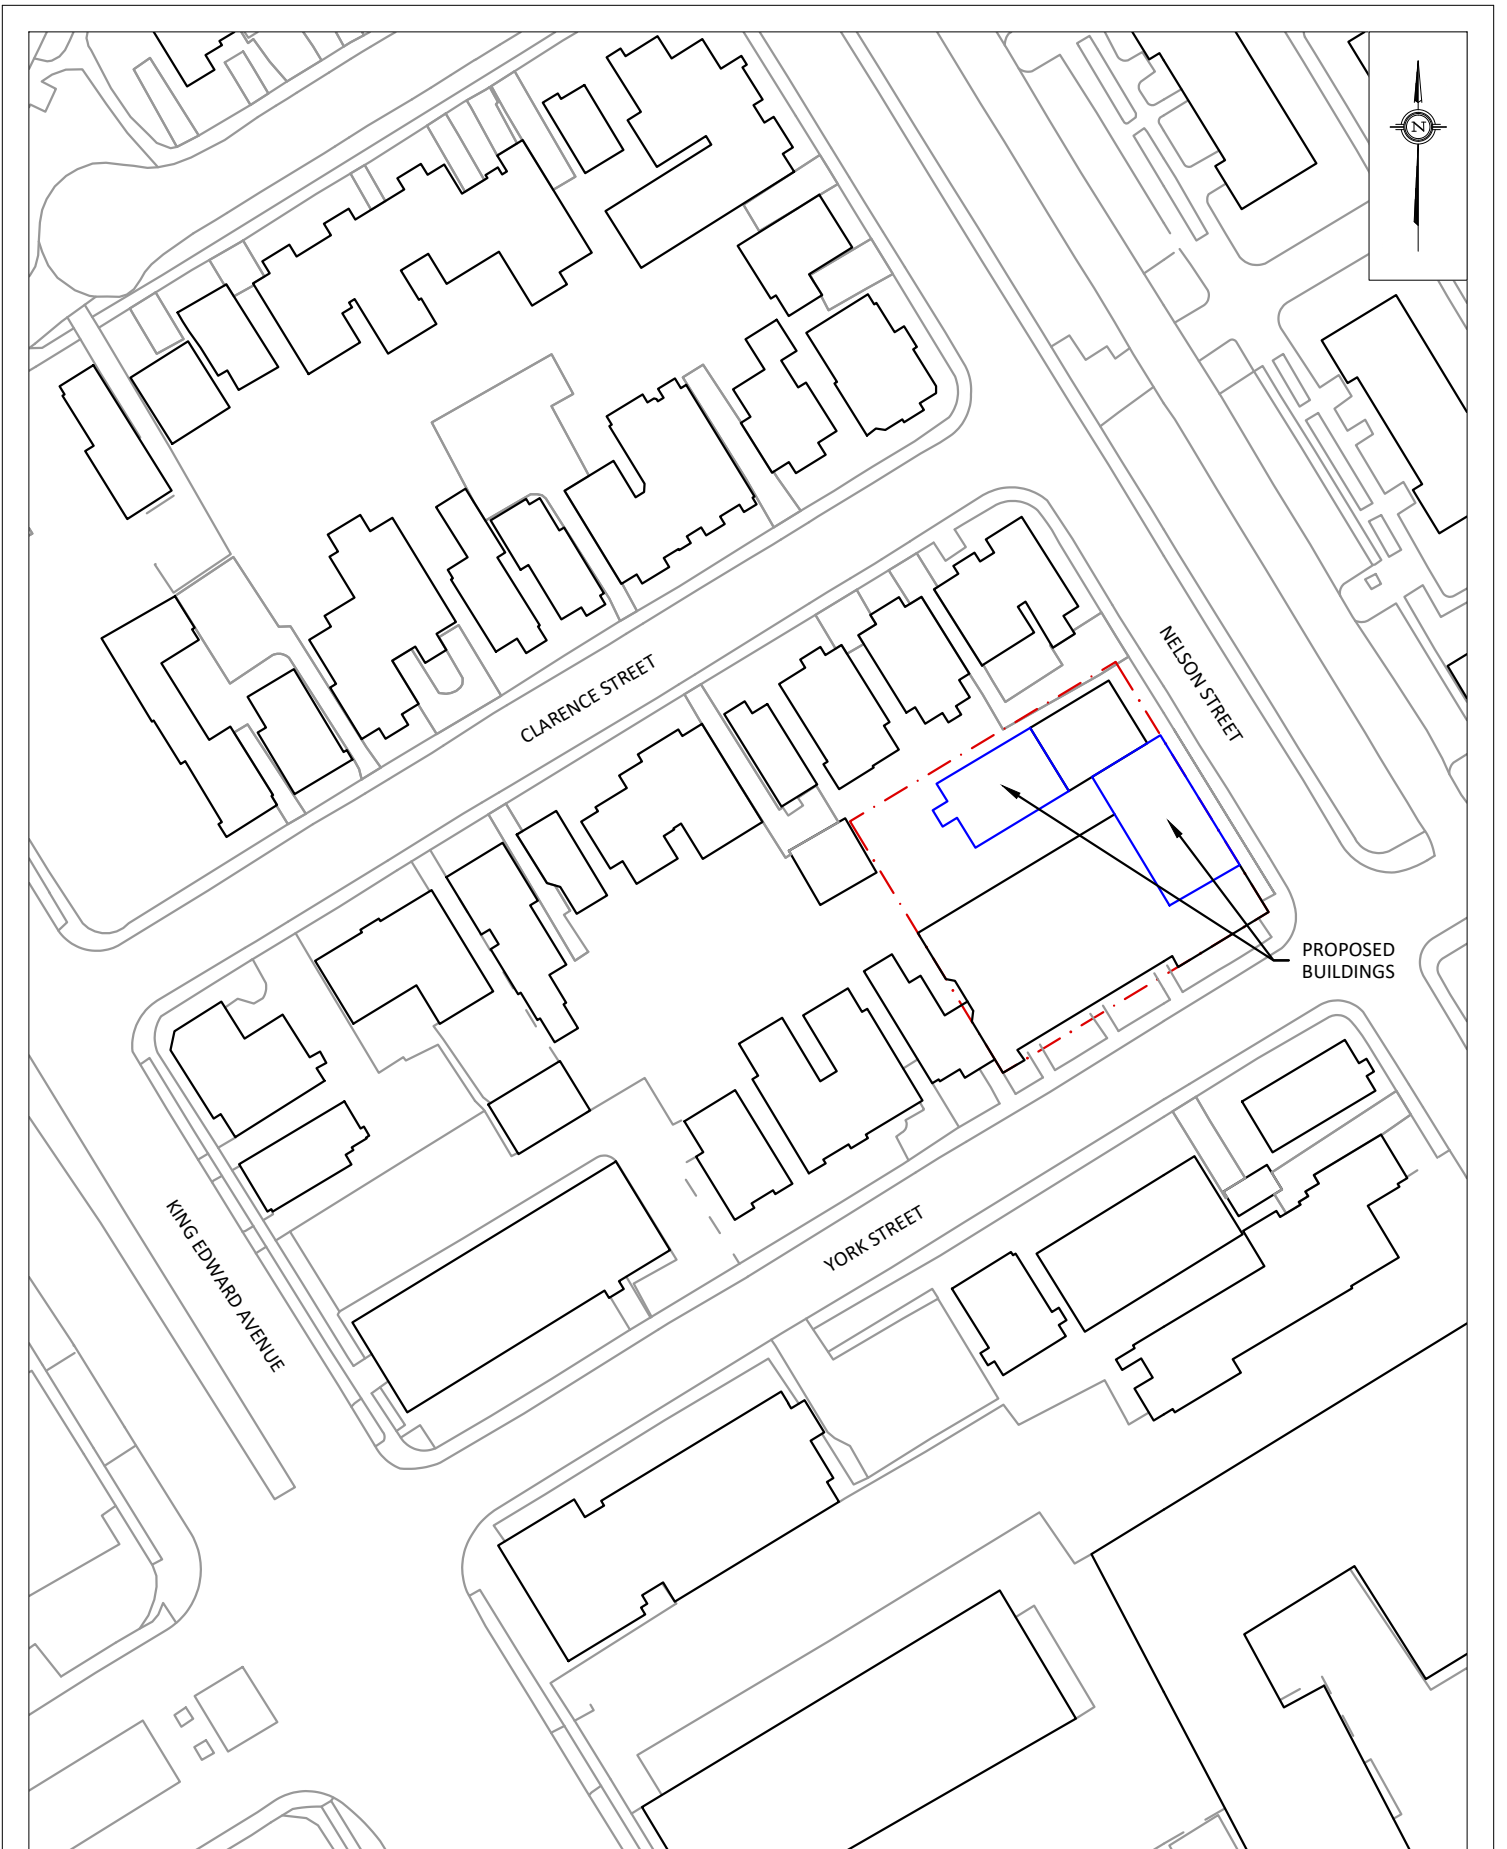 N
NELSON STREET
CLARENCE STREET
PROPOSED
BUILDINGS
YORK STREET
KING EDWARD AVENUE